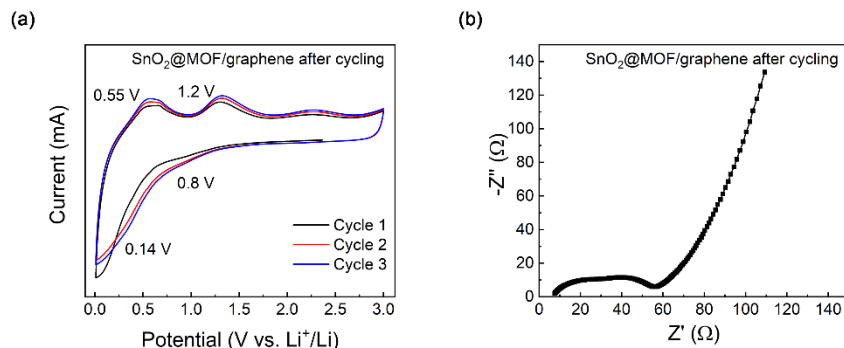 (a)
SnO₂@MOF/graphene after cycling
0.55 V
1.2 V
0.8 V
0.14 V
Cycle 1
Cycle 2
Cycle 3
Current (mA)
0.0 0.5 1.0 1.5 2.0 2.5 3.0
Potential (V vs. Li⁺/Li)
(b)
SnO₂@MOF/graphene after cycling
140
120
100
80
60
40
20
0
-Z'' (Ω)
0 20 40 60 80 100 120 140
Z' (Ω)